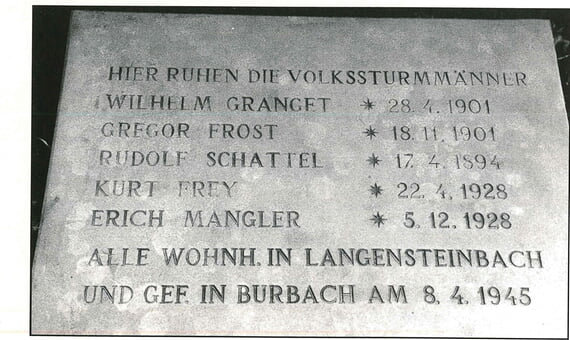 HIER RUHEN DIE VOLKSSTURMMÄNNER
WILHELM GRANGET * 28. 4. 1901
GREGOR FROST * 18. 11. 1901
RUDOLF SCHATTEL * 17. 4. 1894
KURT FREY * 22. 4. 1928
ERICH MANGLER * 5. 12. 1928
ALLE WOHNH. IN LANGENSTEINBACH
UND GEF. IN BURBACH AM 8. 4. 1945